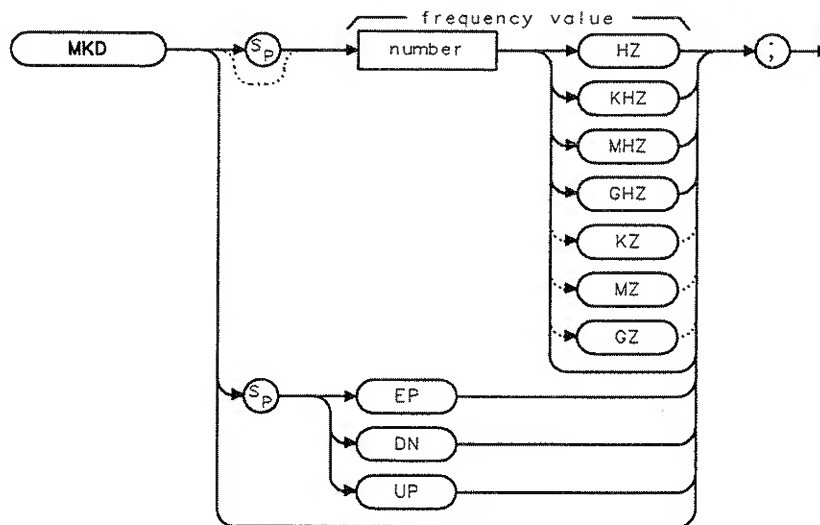 frequency value
MKD
SP
number
HZ
;
KHZ
MHZ
GHZ
KZ
MZ
GZ
SP
EP
DN
UP